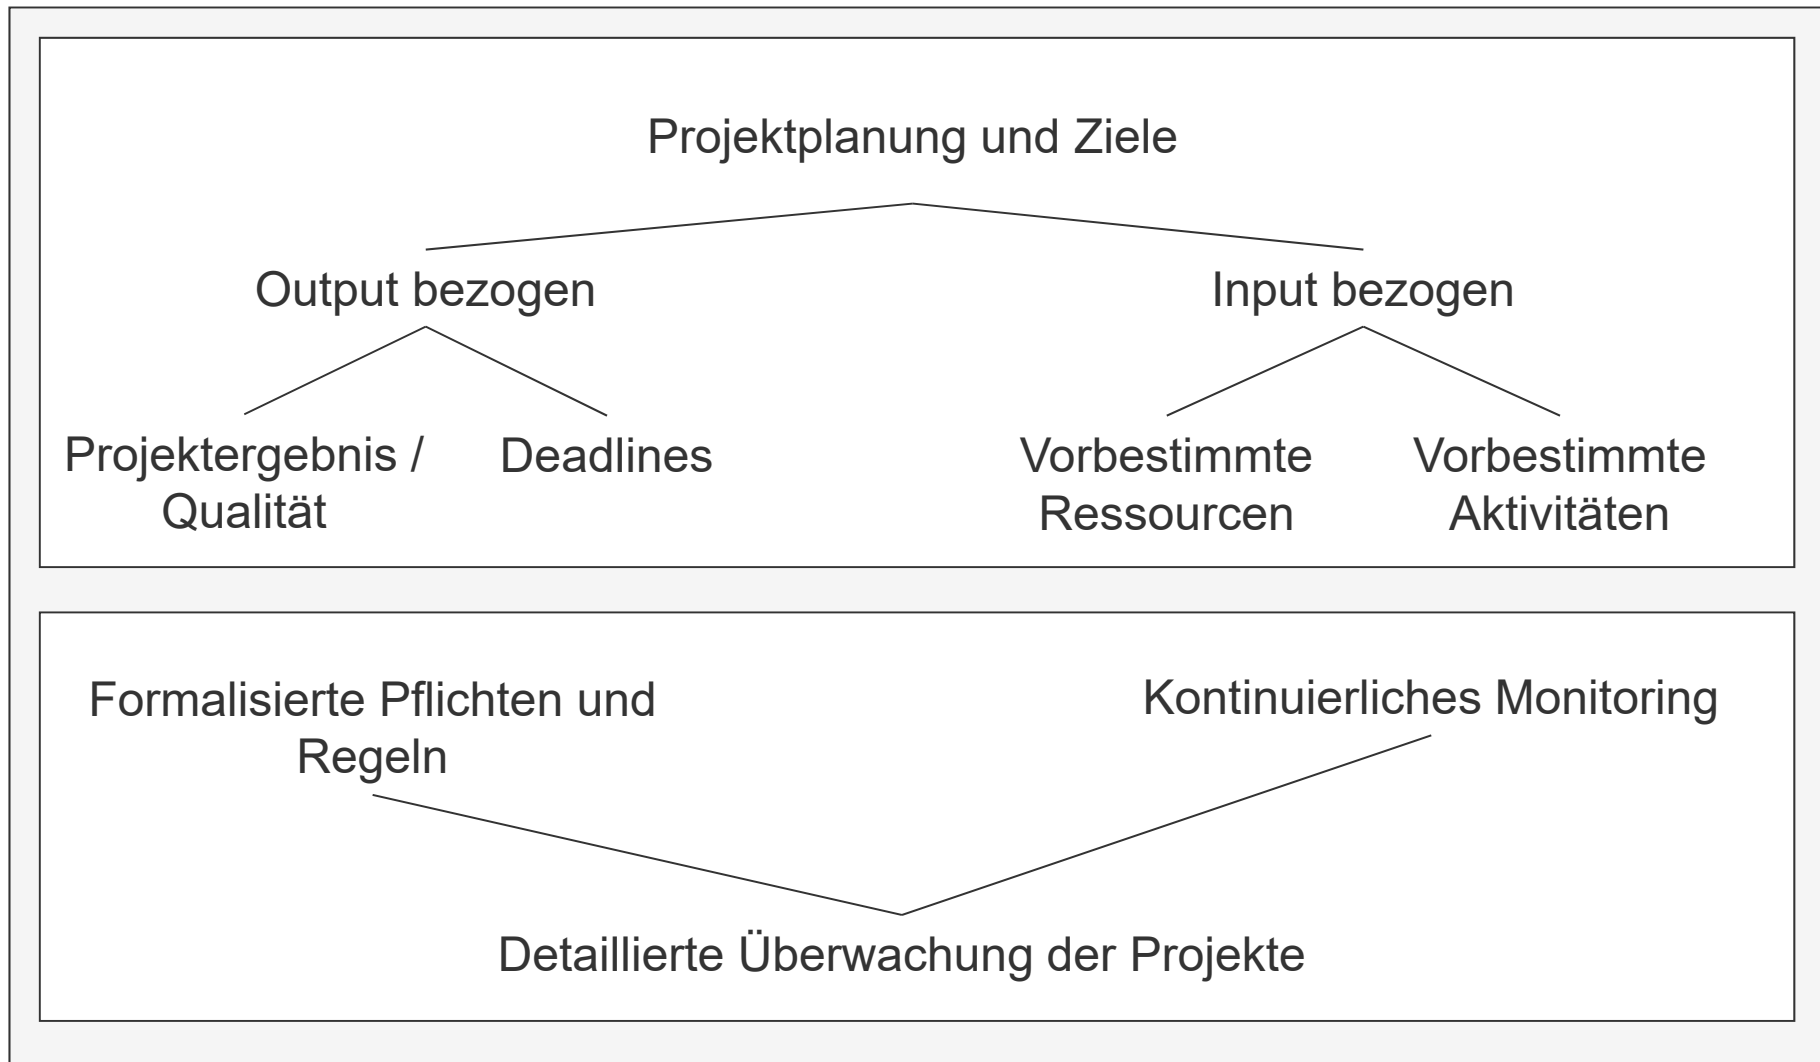 Projektplanung und Ziele
Output bezogen
Input bezogen
Projektergebnis /
Qualität
Deadlines
Vorbestimmte
Ressourcen
Vorbestimmte
Aktivitäten
Formalisierte Pflichten und
Regeln
Kontinuierliches Monitoring
Detaillierte Überwachung der Projekte